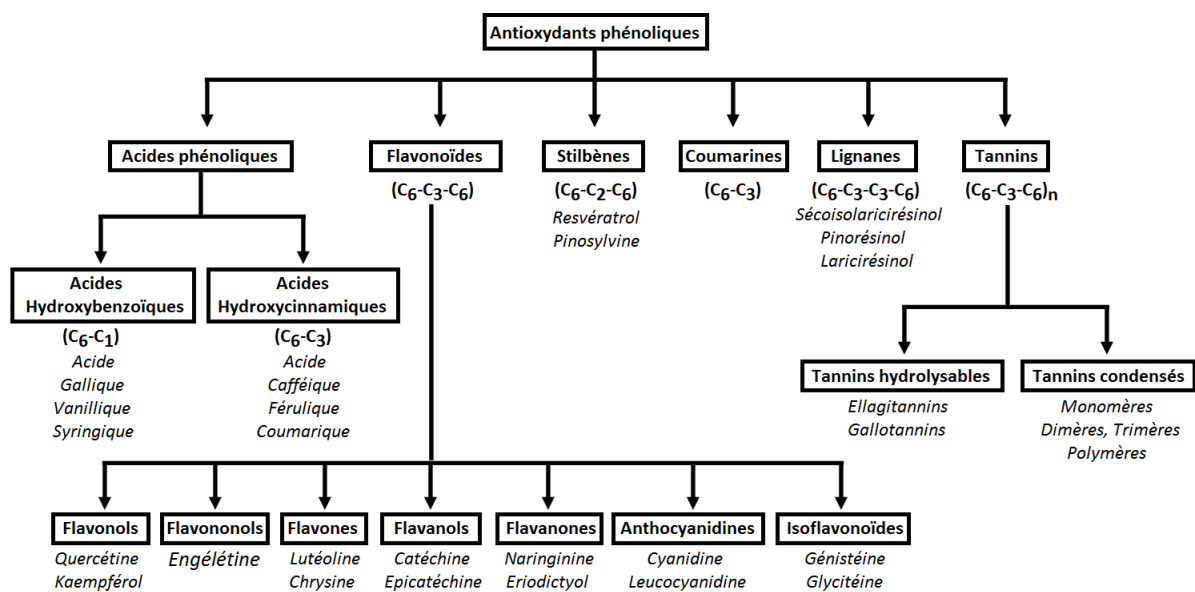 Antioxydants phénoliques
Acides phénoliques
Flavonoïdes
(C6-C3-C6)
Stilbènes
(C6-C2-C6)
Resvératrol
Pinosylvine
Coumarines
(C6-C3)
Lignanes
(C6-C3-C3-C6)
Sécoisolaricirésinol
Pinorésinol
Laricirésinol
Tannins
(C6-C3-C6)n
Acides
Hydroxybenzoïques
(C6-C1)
Acide
Gallique
Vanillique
Syringique
Acides
Hydroxycinnamiques
(C6-C3)
Acide
Cafféique
Férulique
Coumarique
Tannins hydrolysables
Ellagitannins
Gallotannins
Tannins condensés
Monomères
Dimères, Trimères
Polymères
Flavonols
Quercétine
Kaempférol
Flavononols
Engélétine
Flavones
Lutéoline
Chrysine
Flavanols
Catéchine
Epicatéchine
Flavanones
Naringinine
Eriodictyol
Anthocyanidines
Cyanidine
Leucocyanidine
Isoflavonoïdes
Génistéine
Glycitéine